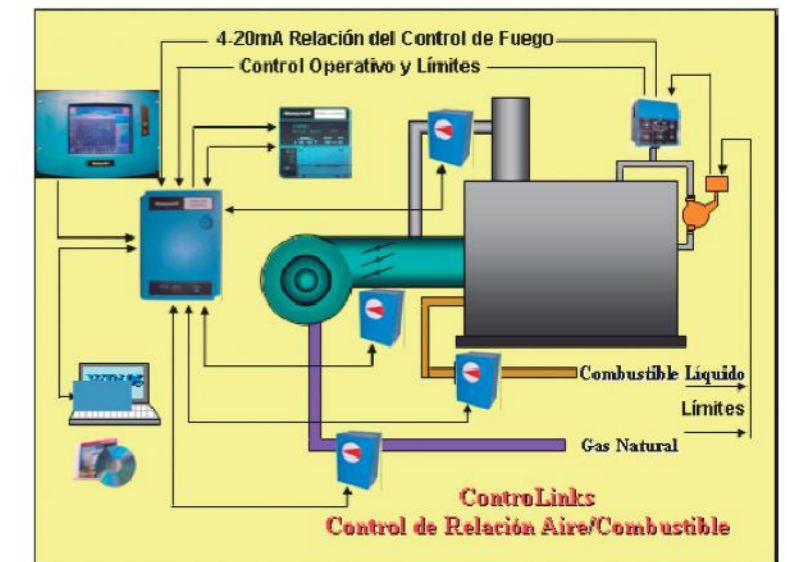 4-20mA Relación del Control de Fuego
Control Operativo y Límites
Honeywell
Combustible Líquido
Límites
Gas Natural
ControLinks
Control de Relación Aire/Combustible